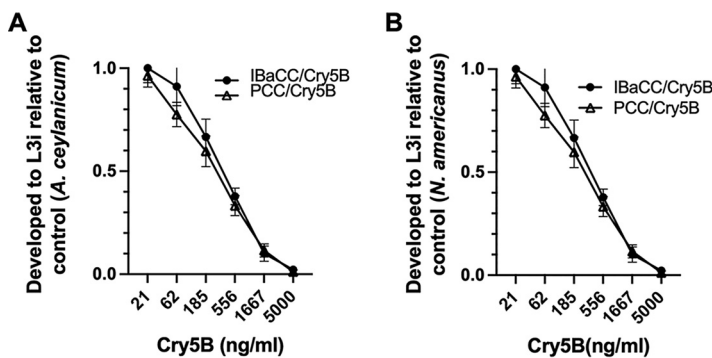 A
Developed to L3i relative to
control (A. ceylanicum)
1.0
0.5
0.0
IBaCC/Cry5B
PCC/Cry5B
21
62
185
556
1667
5000
Cry5B (ng/ml)
B
Developed to L3i relative to
control (N. americanus)
1.0
0.5
0.0
IBaCC/Cry5B
PCC/Cry5B
21
62
185
556
1667
5000
Cry5B(ng/ml)